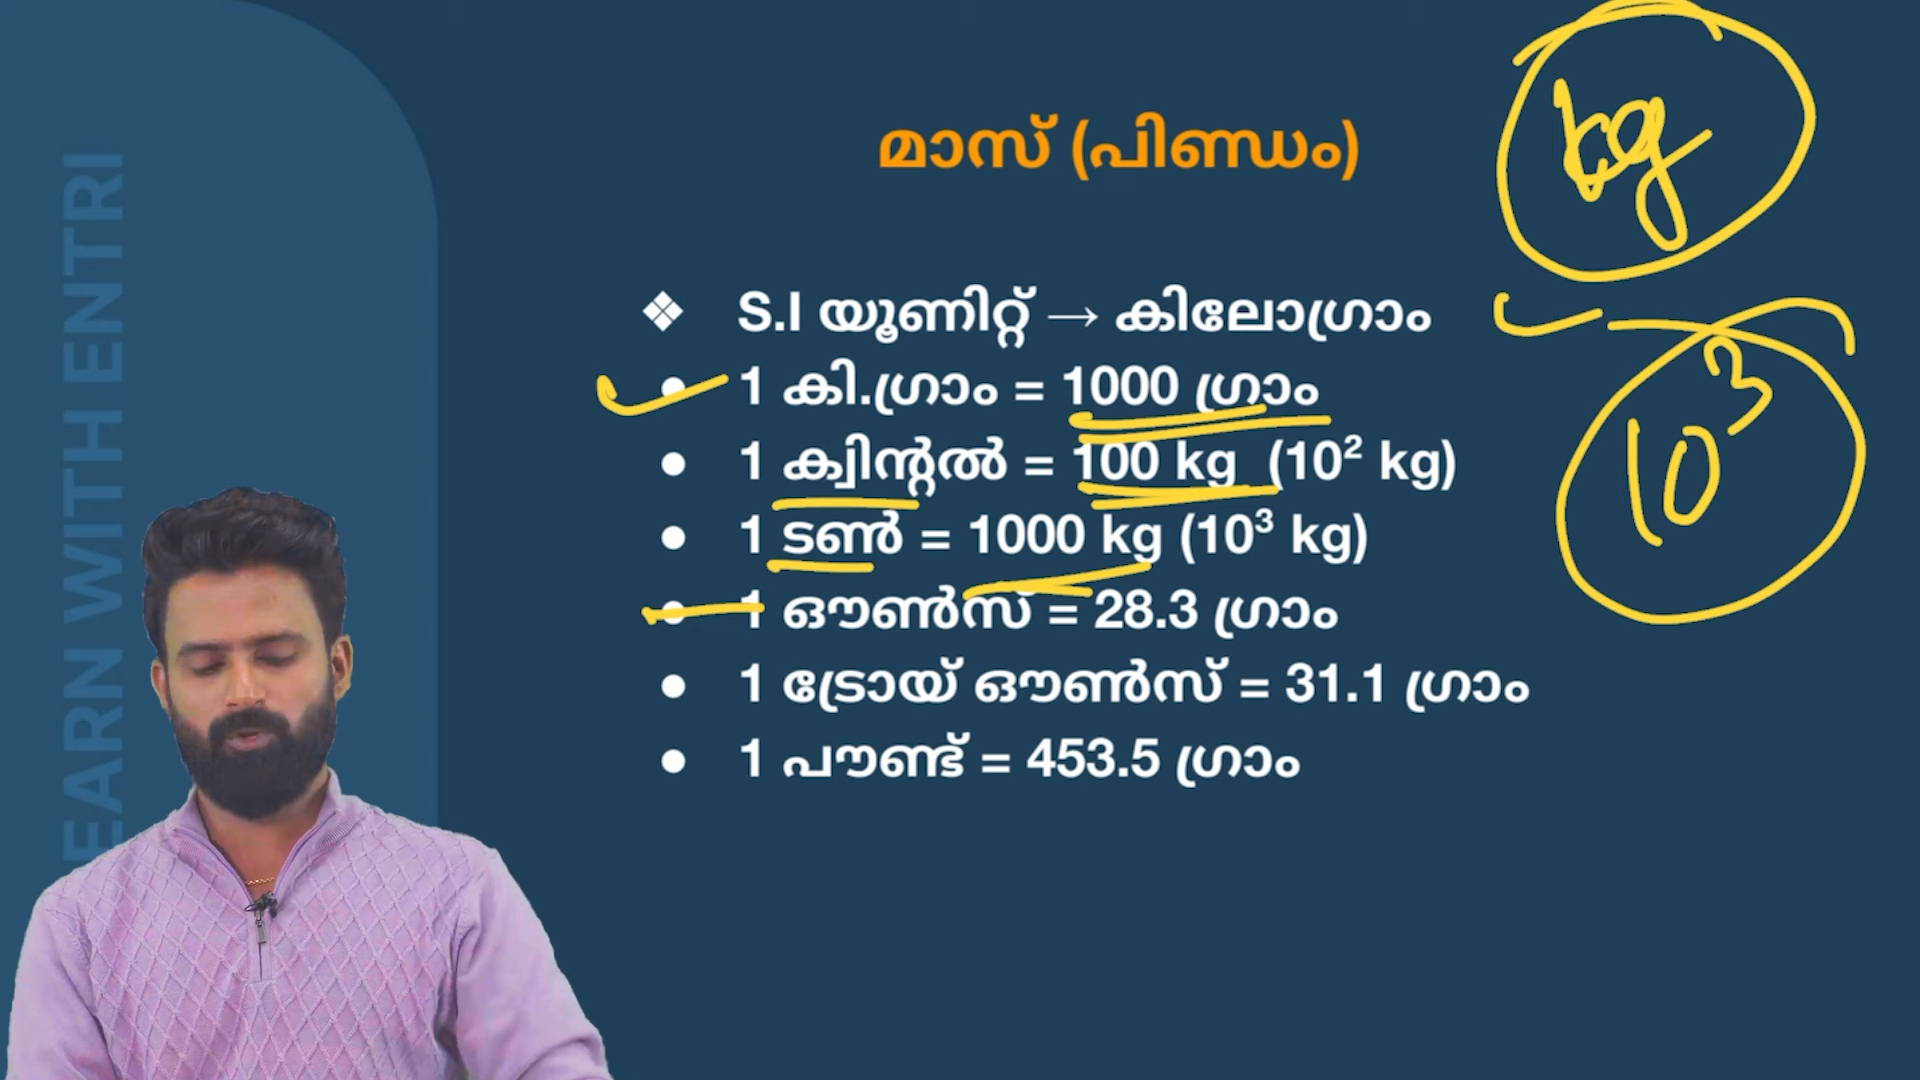 മാസ് (പിണ്ഡം)
kg
❖ S.I യൂണിറ്റ് → കിലോഗ്രാം
● 1 കി.ഗ്രാം = 1000 ഗ്രാം
● 1 ക്വിന്റൽ = 100 kg (10² kg)
● 1 ടൺ = 1000 kg (10³ kg)
● 1 ഔൺസ് = 28.3 ഗ്രാം
● 1 ട്രോയ് ഔൺസ് = 31.1 ഗ്രാം
● 1 പൗണ്ട് = 453.5 ഗ്രാം
10³
EARN WITH ENTRI